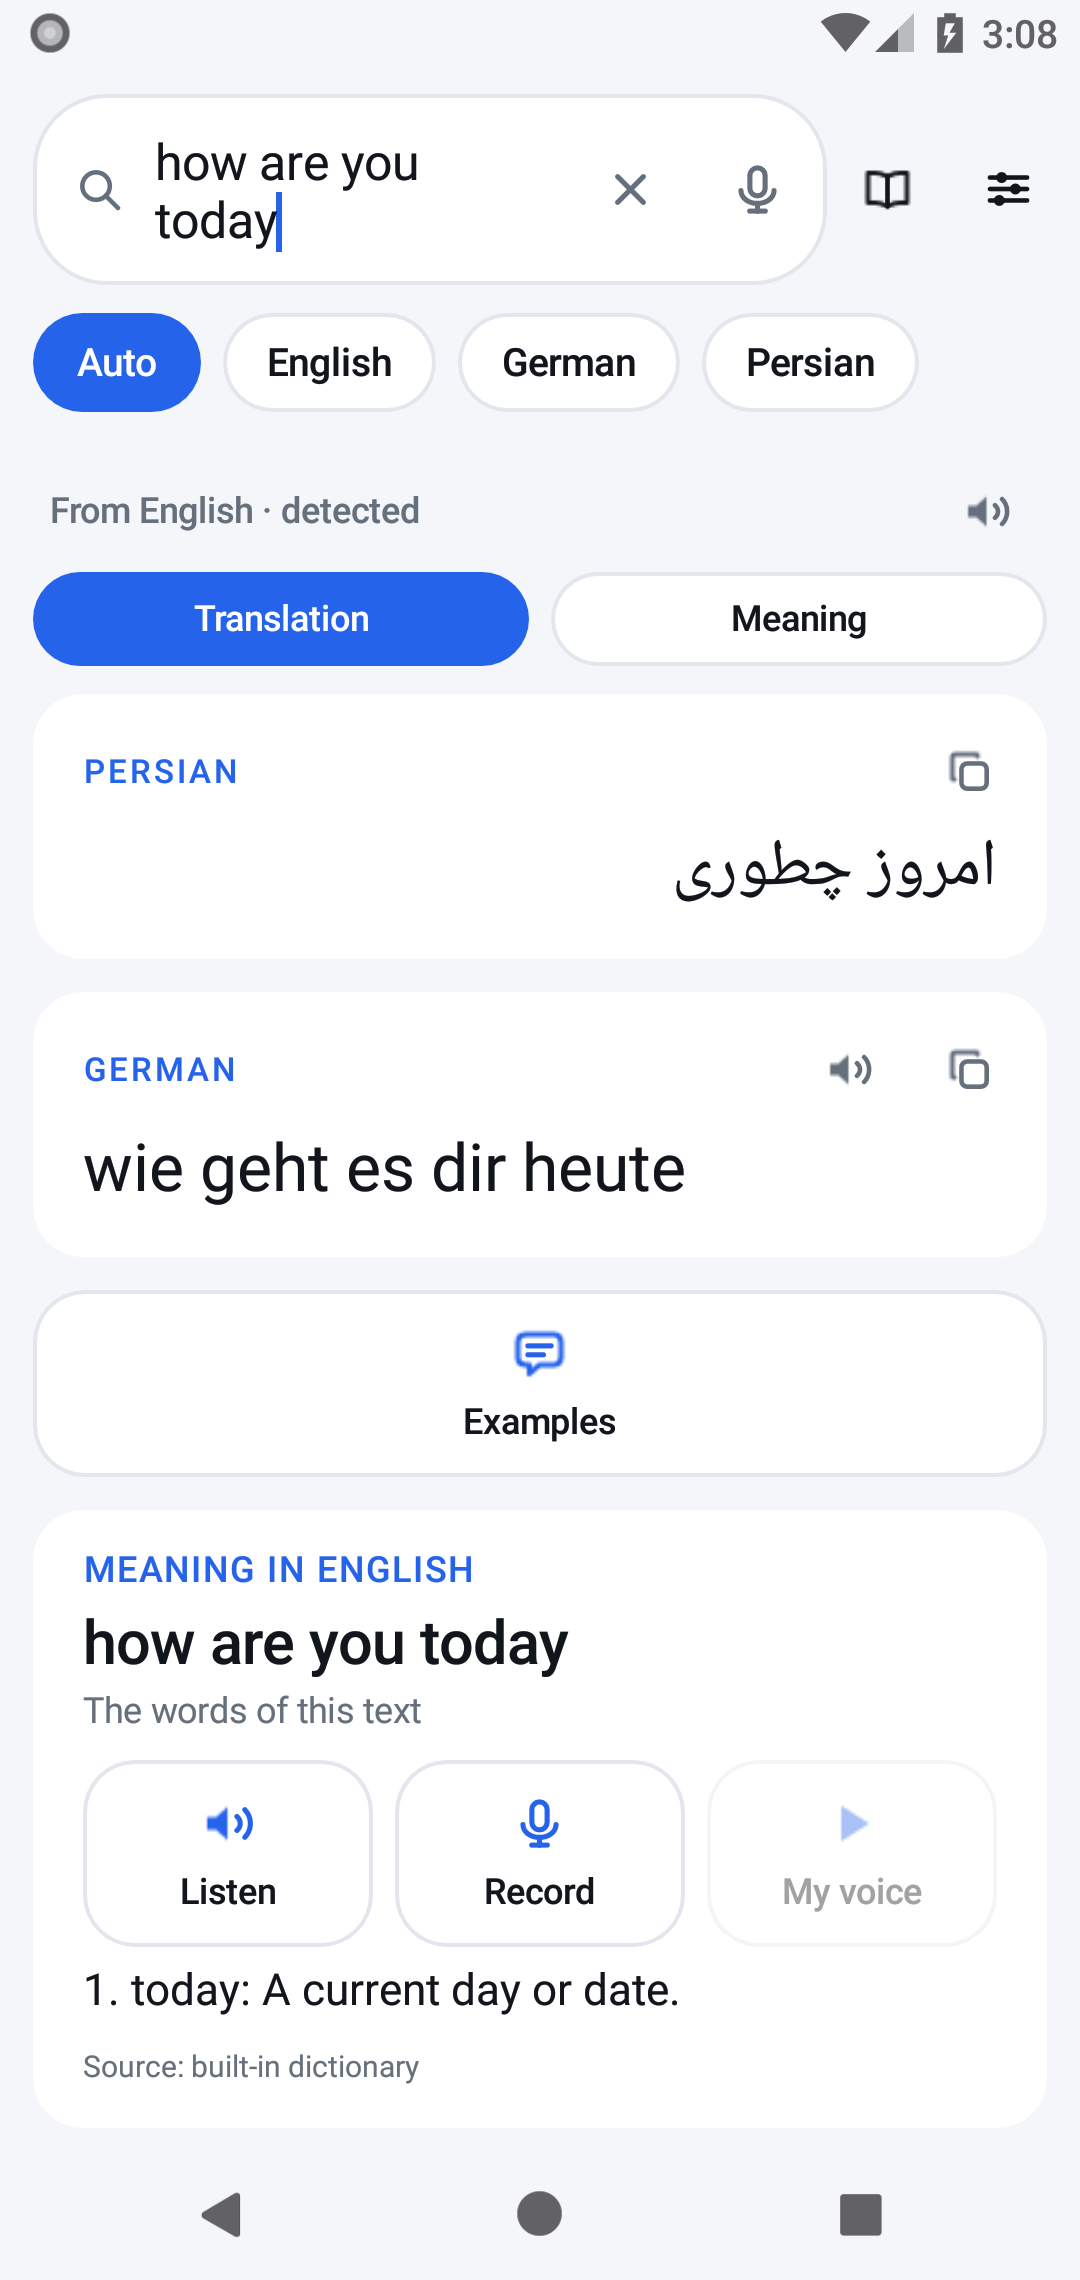 3:08
how are you
today
Auto English German Persian
From English · detected
Translation Meaning
PERSIAN
امروز چطوری
GERMAN
wie geht es dir heute
Examples
MEANING IN ENGLISH
how are you today
The words of this text
Listen Record My voice
1. today: A current day or date.
Source: built-in dictionary